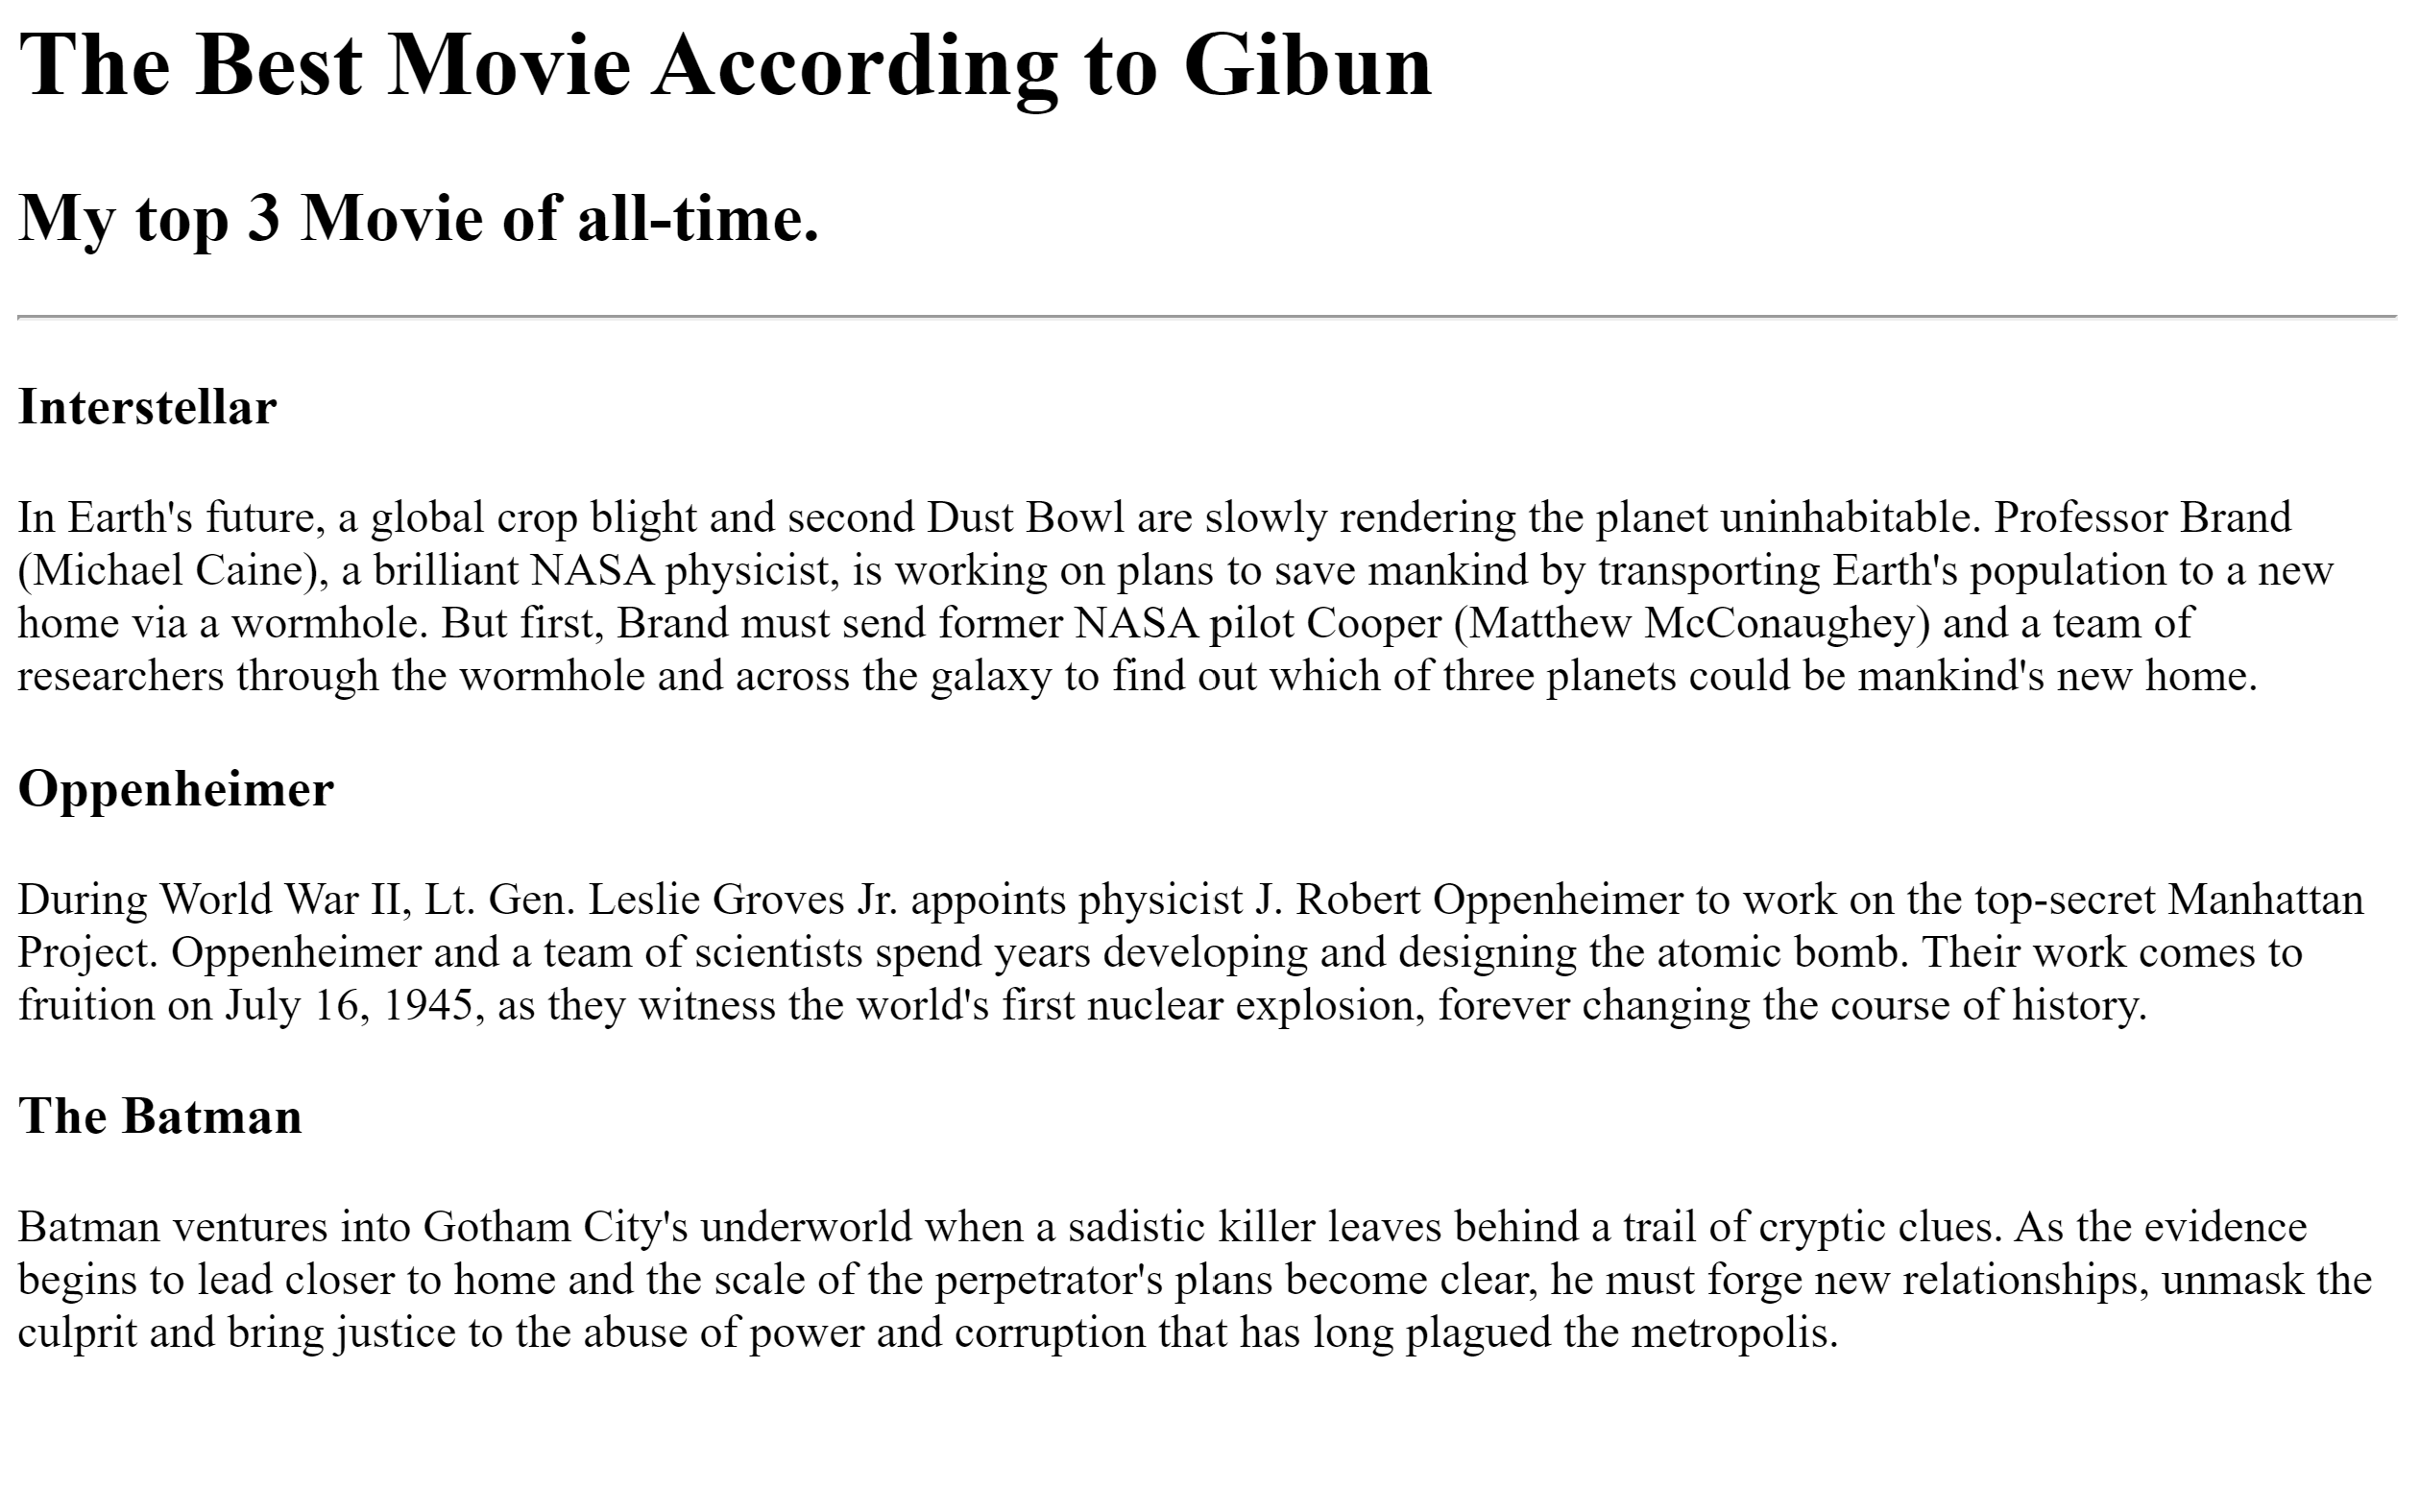 The Best Movie According to Gibun
My top 3 Movie of all-time.
Interstellar
In Earth's future, a global crop blight and second Dust Bowl are slowly rendering the planet uninhabitable. Professor Brand
(Michael Caine), a brilliant NASA physicist, is working on plans to save mankind by transporting Earth's population to a new
home via a wormhole. But first, Brand must send former NASA pilot Cooper (Matthew McConaughey) and a team of
researchers through the wormhole and across the galaxy to find out which of three planets could be mankind's new home.
Oppenheimer
During World War II, Lt. Gen. Leslie Groves Jr. appoints physicist J. Robert Oppenheimer to work on the top-secret Manhattan
Project. Oppenheimer and a team of scientists spend years developing and designing the atomic bomb. Their work comes to
fruition on July 16, 1945, as they witness the world's first nuclear explosion, forever changing the course of history.
The Batman
Batman ventures into Gotham City's underworld when a sadistic killer leaves behind a trail of cryptic clues. As the evidence
begins to lead closer to home and the scale of the perpetrator's plans become clear, he must forge new relationships, unmask the
culprit and bring justice to the abuse of power and corruption that has long plagued the metropolis.